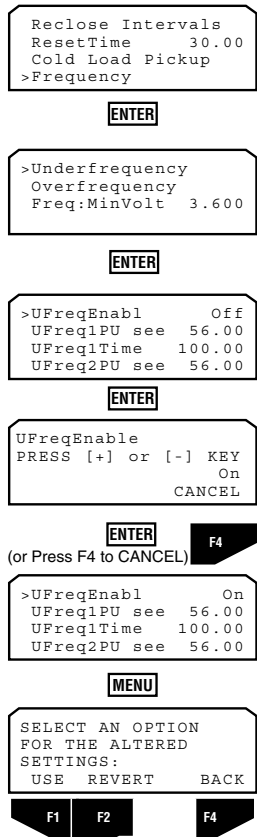 Reclose Intervals
ResetTime 30.00
Cold Load Pickup
>Frequency
ENTER
>Underfrequency
Overfrequency
Freq:MinVolt 3.600
ENTER
>UFreqEnabl Off
UFreq1PU see 56.00
UFreq1Time 100.00
UFreq2PU see 56.00
ENTER
UFreqEnable
PRESS [+] or [-] KEY
On
CANCEL
ENTER
(or Press F4 to CANCEL) F4
>UFreqEnabl On
UFreq1PU see 56.00
UFreq1Time 100.00
UFreq2PU see 56.00
MENU
SELECT AN OPTION
FOR THE ALTERED
SETTINGS:
USE REVERT BACK
F1 F2 F4